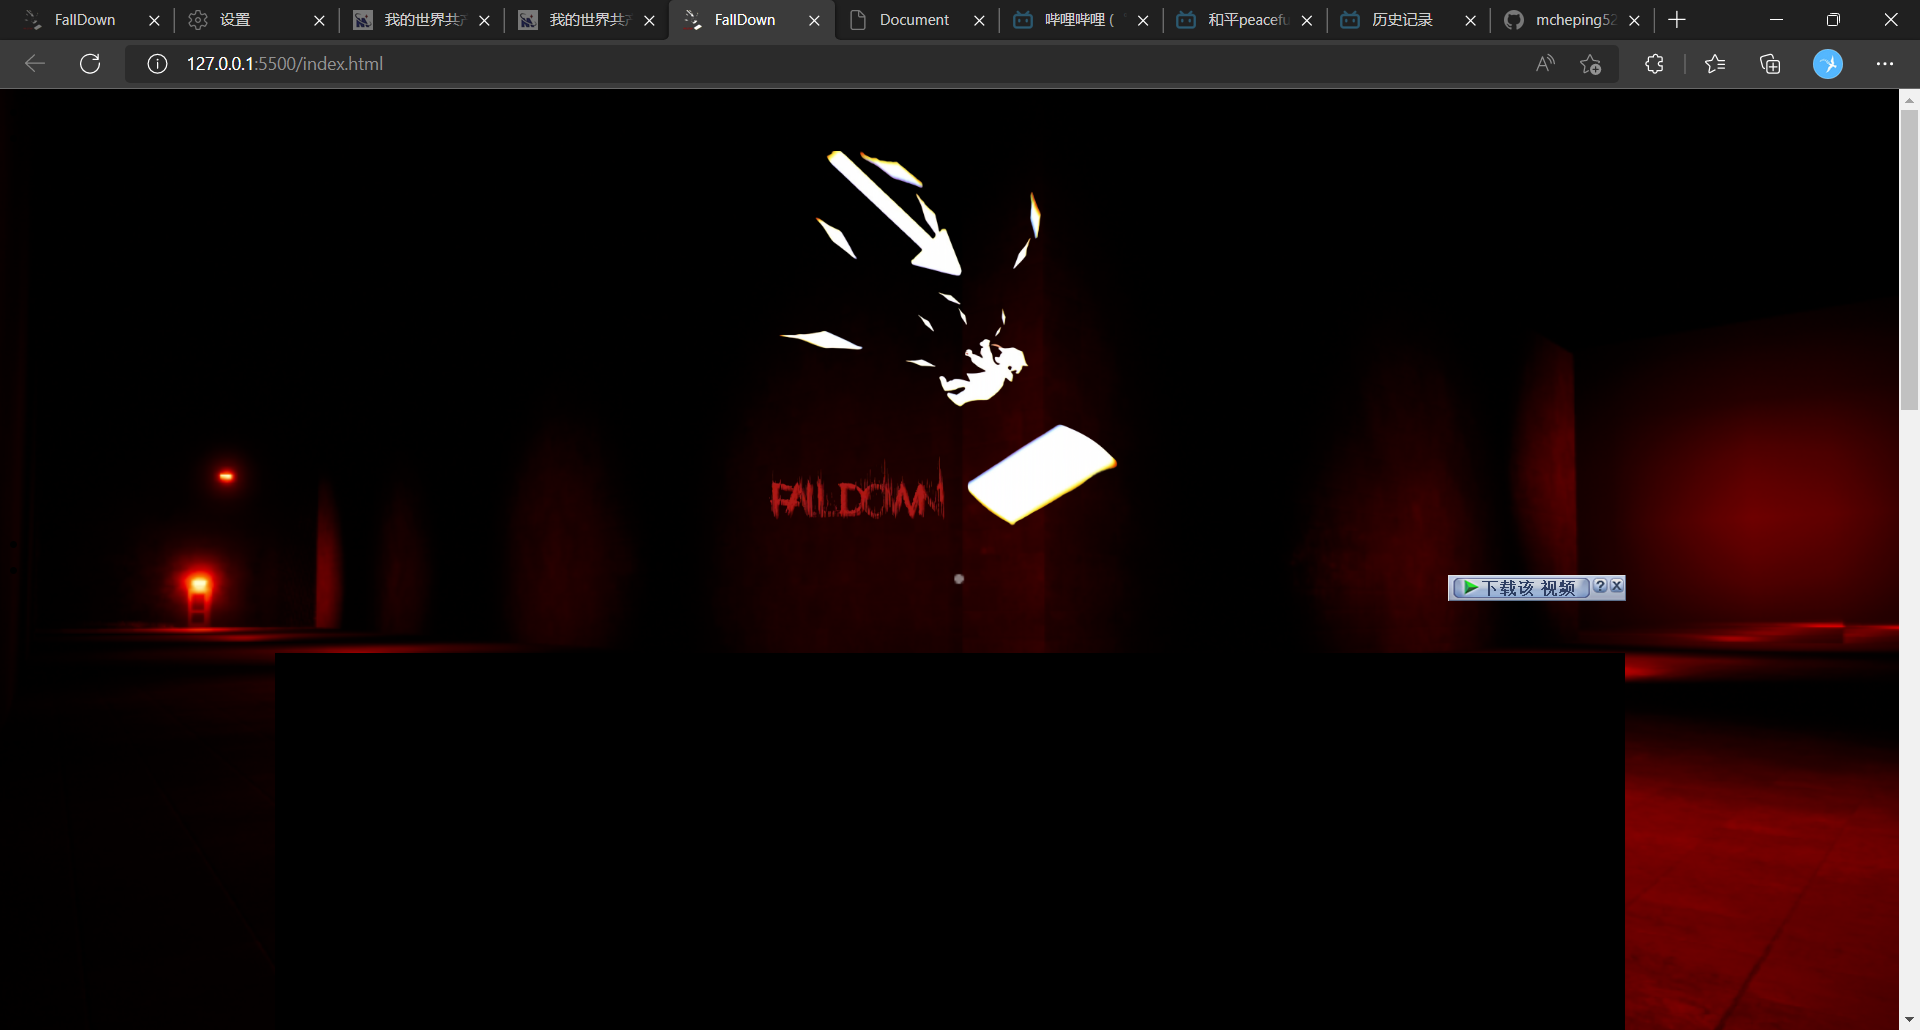 FallDown
设置
我的世界共
我的世界共
FallDown
Document
哔哩哔哩 (
和平peacefu
历史记录
mcheping52
127.0.0.1:5500/index.html
FALLDOWN
下载该 视频